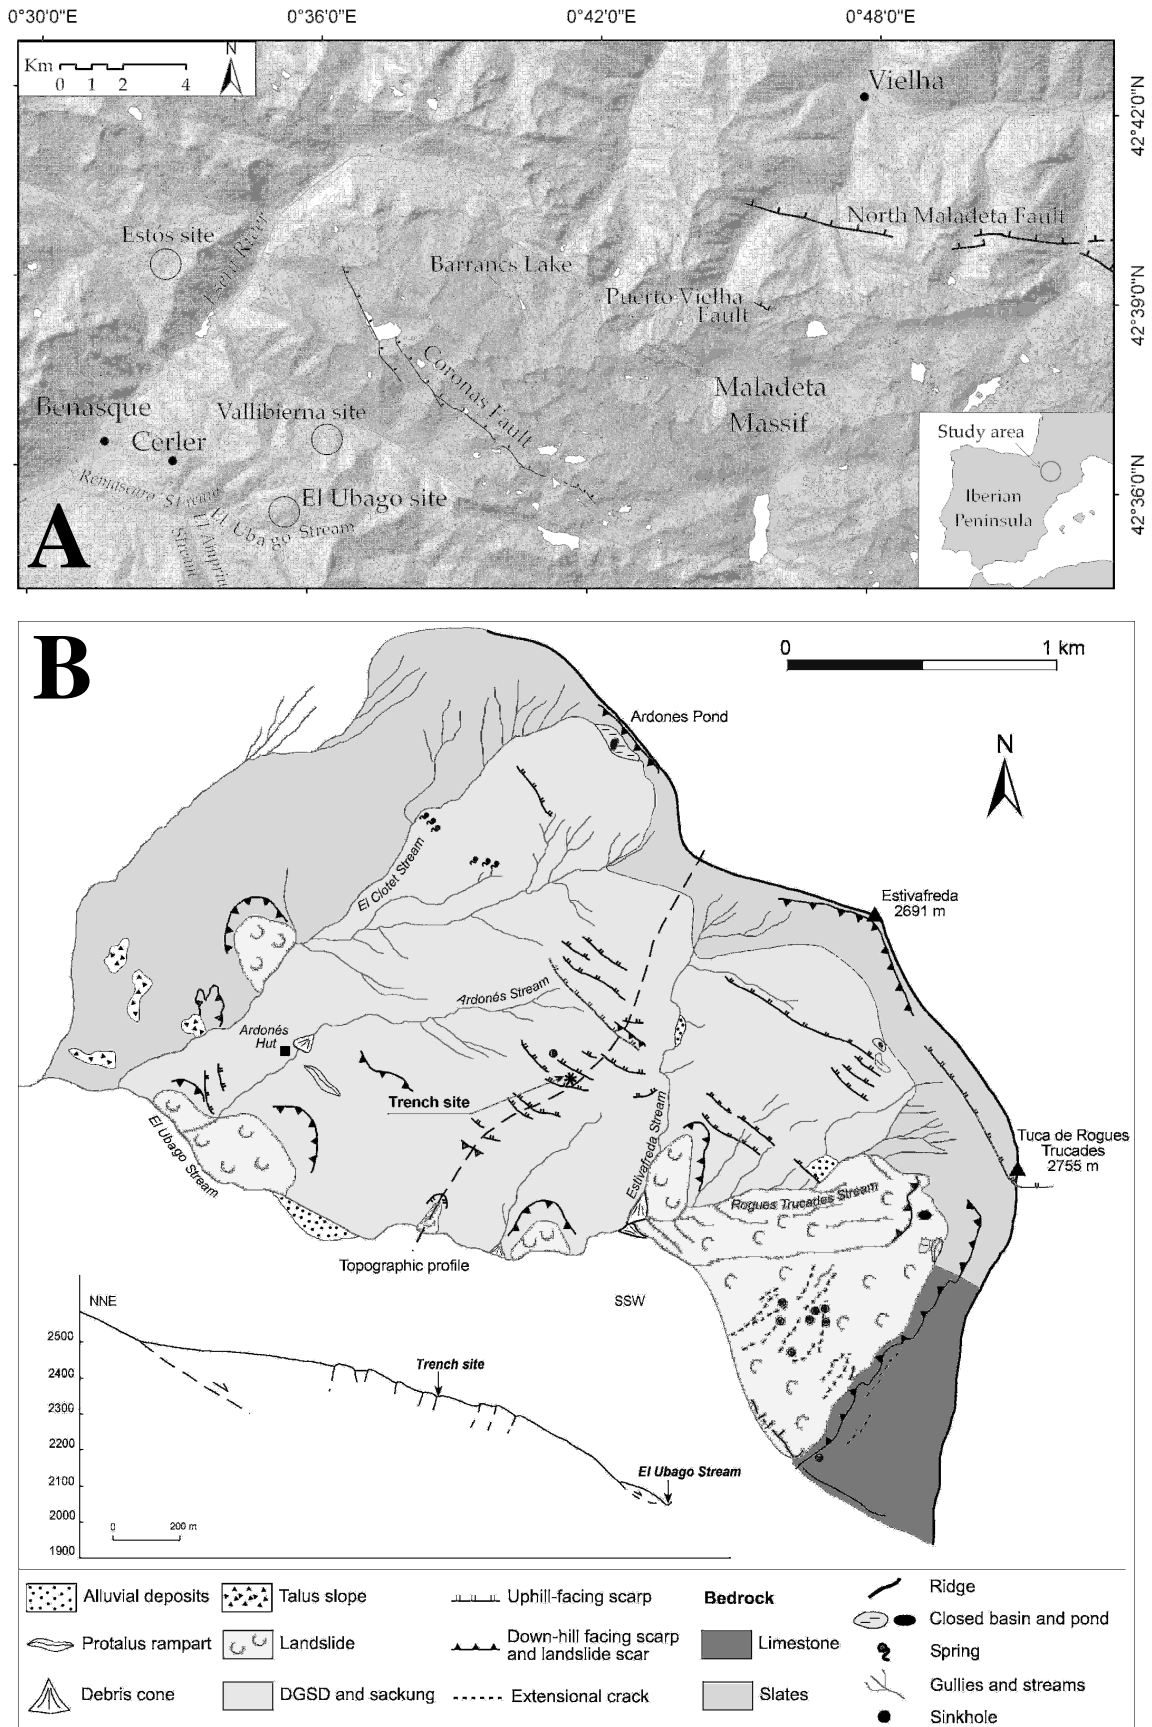 0°30'0"E
0°36'0"E
0°42'0"E
0°48'0"E
Km
0 1 2 4
N
Vielha
42°42'0"N
North Maladeta Fault
Estós site
Esera River
Barrancs Lake
Puerto Vielha
Fault
42°39'0"N
Coronas Fault
Maladeta
Massif
Benasque
Vallibierna site
Cerler
Study area
Remascaro Stream
El Ubago site
El Ubago Stream
El Ampriu
Stream
Iberian
Peninsula
42°36'0"N
A
B
0
1 km
Ardones Pond
N
El Clotet Stream
Estivafreda
2691 m
Ardonés Stream
Ardonés
Hut
Trench site
El Ubago Stream
Estivafreda Stream
Tuca de Rogues
Trucades
2755 m
Rogues Trucades Stream
Topographic profile
NNE
SSW
2500
2400
2300
2200
2100
2000
1900
Trench site
El Ubago Stream
0
200 m
Alluvial deposits
Talus slope
Uphill-facing scarp
Bedrock
Ridge
Protalus rampart
Landslide
Down-hill facing scarp
and landslide scar
Limestone
Closed basin and pond
Spring
Debris cone
DGSD and sackung
Extensional crack
Slates
Gullies and streams
Sinkhole